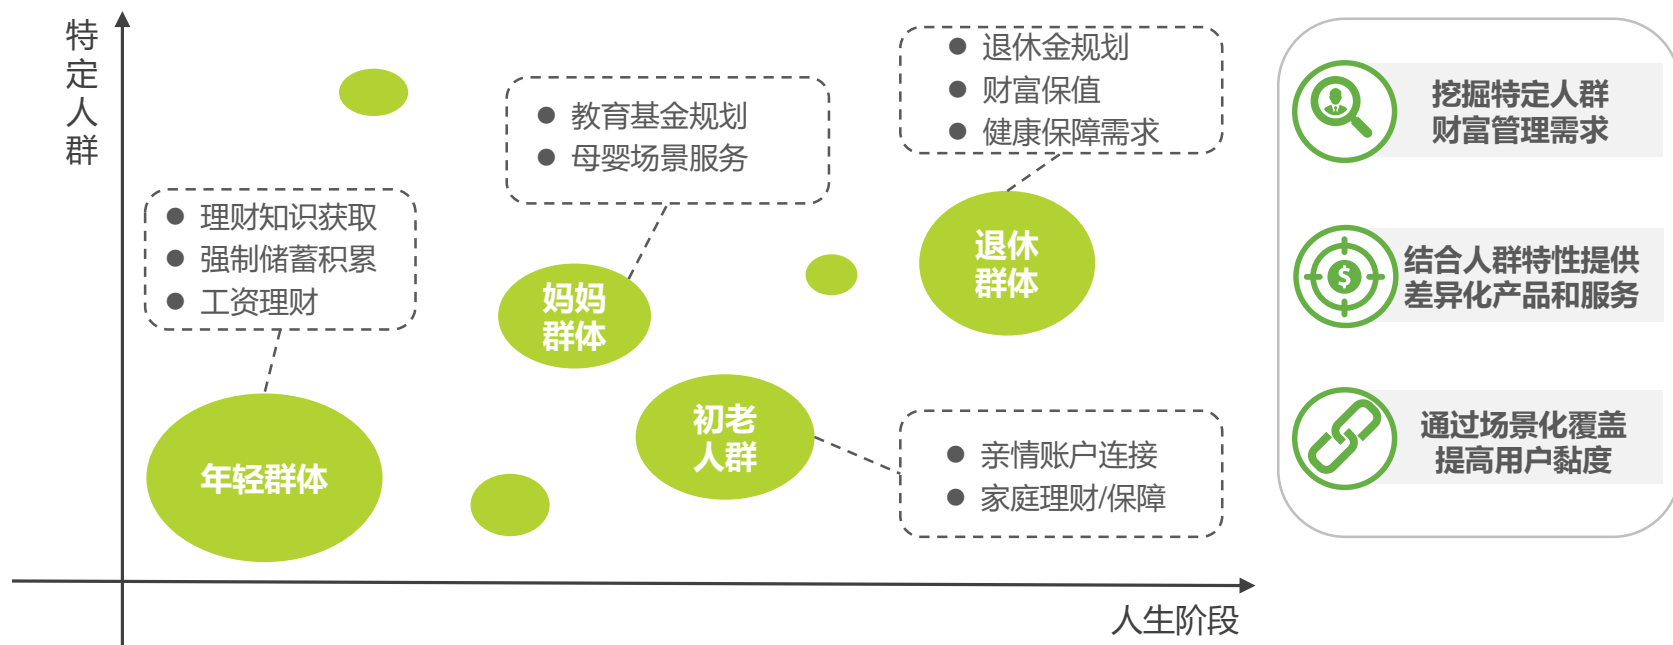 特
定
人
群
理财知识获取
强制储蓄积累
工资理财
年轻群体
教育基金规划
母婴场景服务
妈妈
群体
初老
人群
亲情账户连接
家庭理财/保障
退休金规划
财富保值
健康保障需求
退休
群体
人生阶段
挖掘特定人群
财富管理需求
$
结合人群特性提供
差异化产品和服务
通过场景化覆盖
提高用户黏度